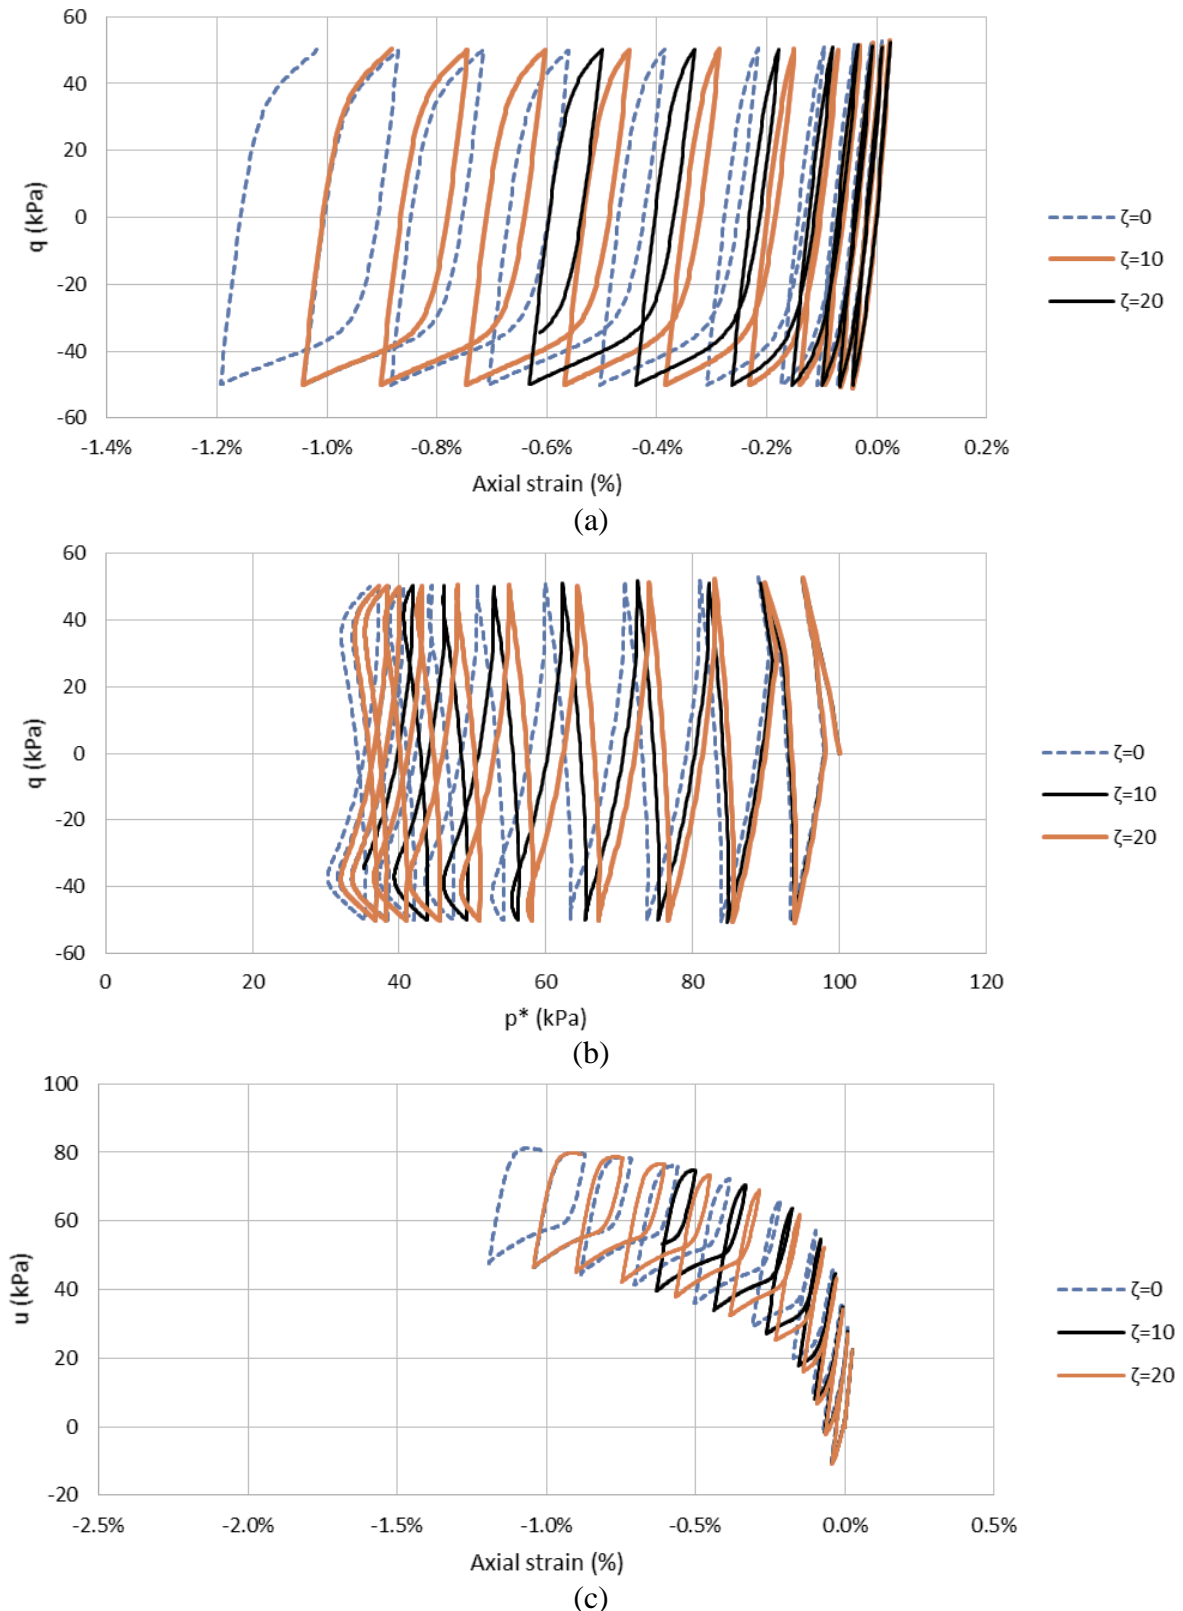 60
40
20
0
-20
-40
-60
q (kPa)
-1.4% -1.2% -1.0% -0.8% -0.6% -0.4% -0.2% 0.0% 0.2%
Axial strain (%)
ζ=0
ζ=10
ζ=20
(a)
60
40
20
0
-20
-40
-60
q (kPa)
0 20 40 60 80 100 120
p* (kPa)
ζ=0
ζ=10
ζ=20
(b)
100
80
60
40
20
0
-20
u (kPa)
-2.5% -2.0% -1.5% -1.0% -0.5% 0.0% 0.5%
Axial strain (%)
ζ=0
ζ=10
ζ=20
(c)